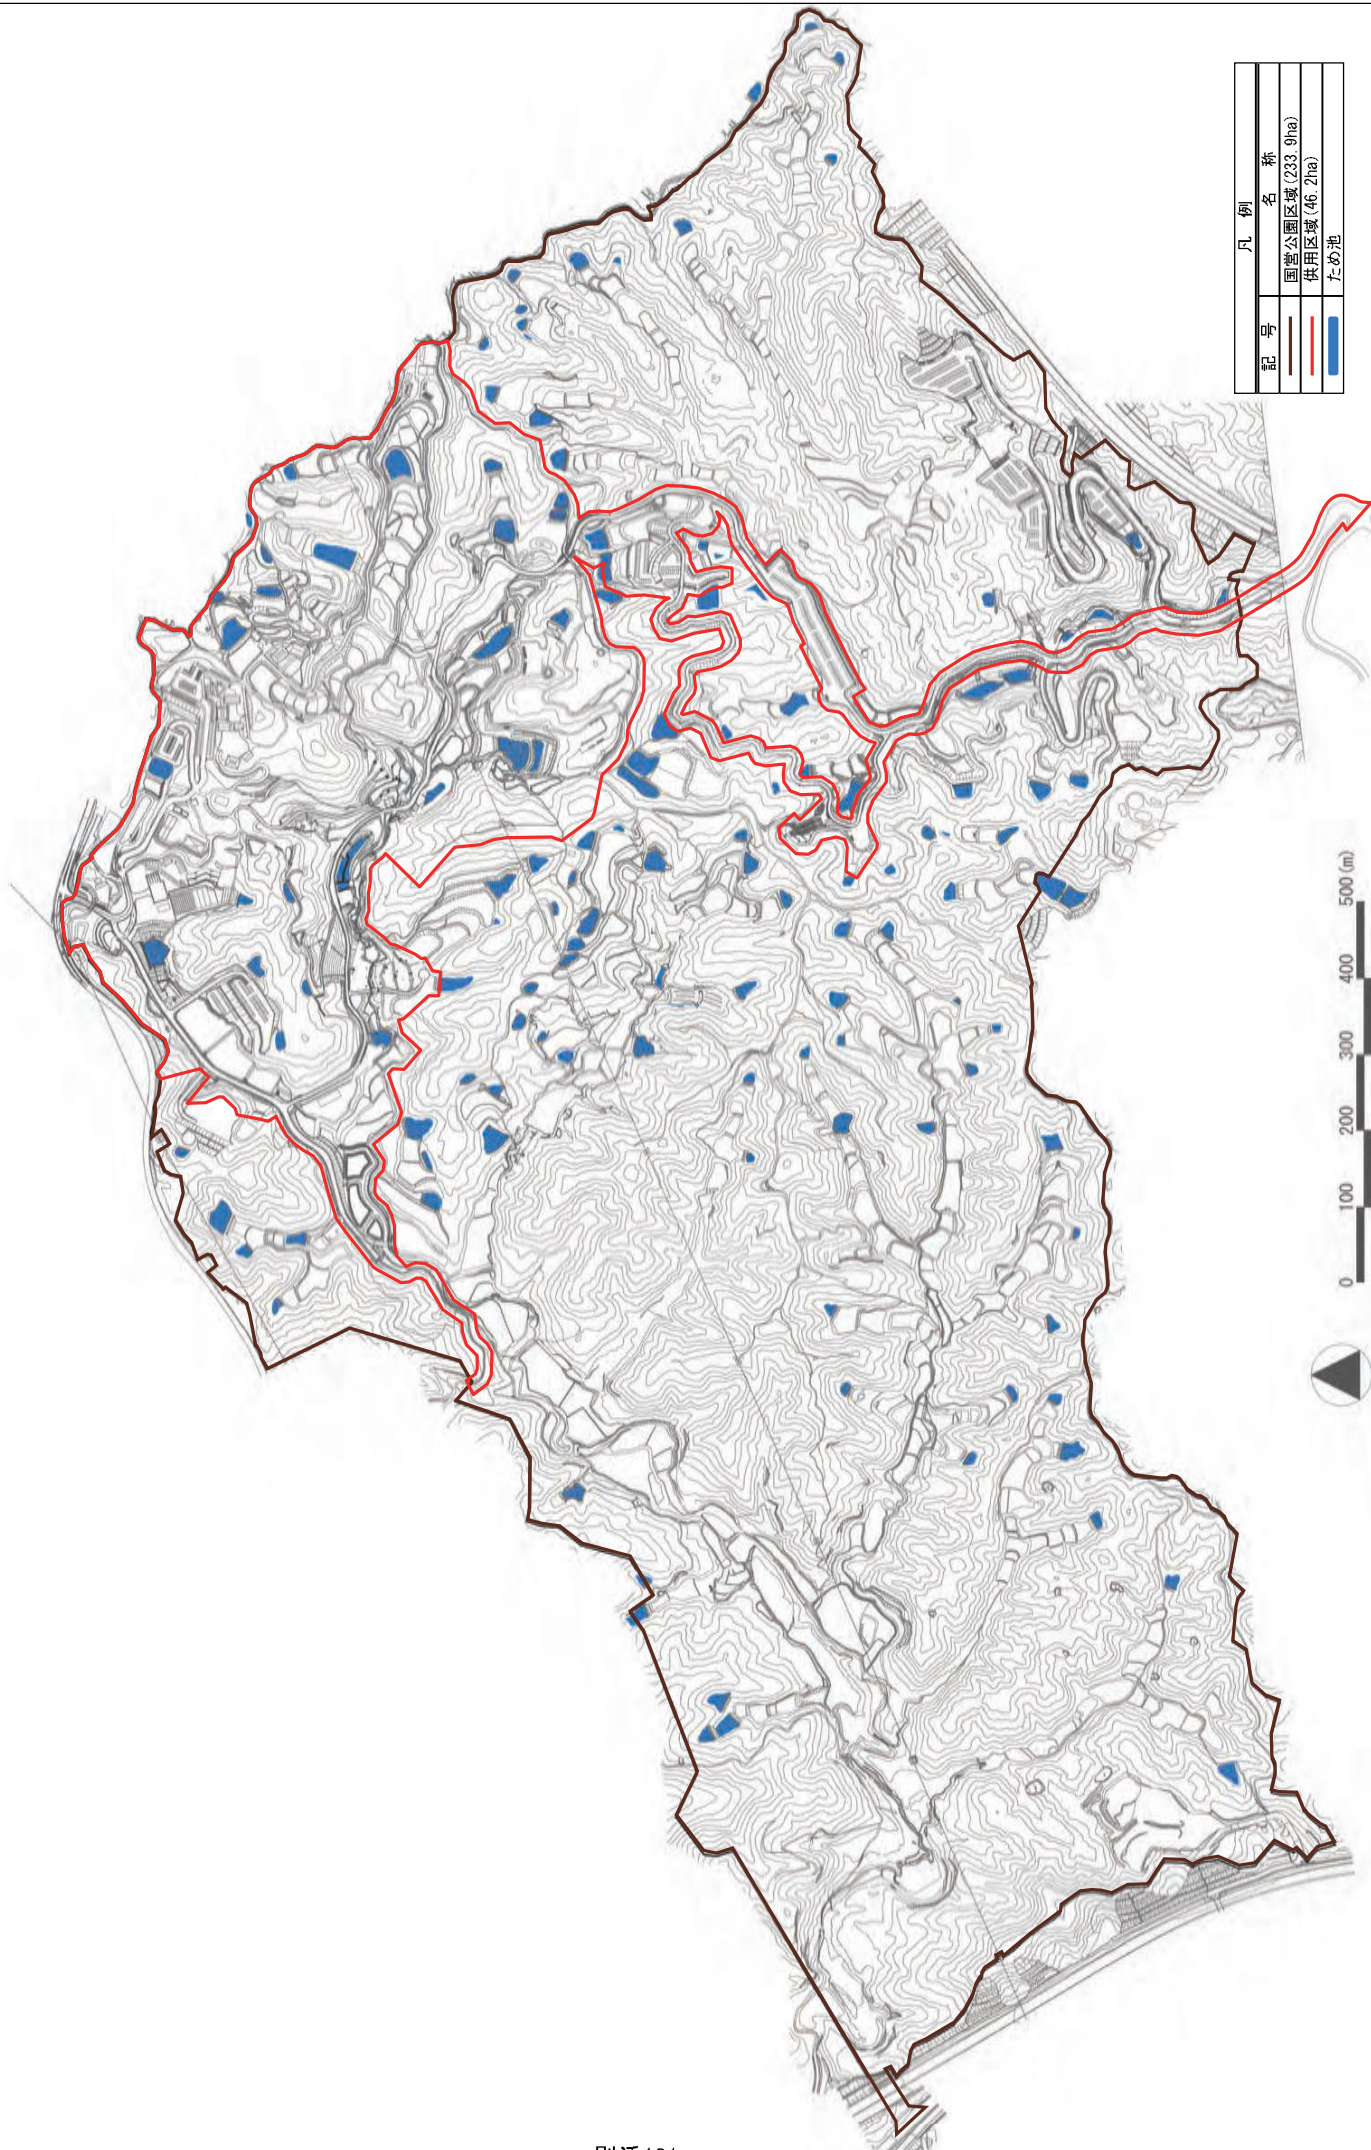 凡 例
記 号 名 称
国営公園区域(233.9ha)
供用区域(46.2ha)
ため池
0 100 200 300 400 500(m)